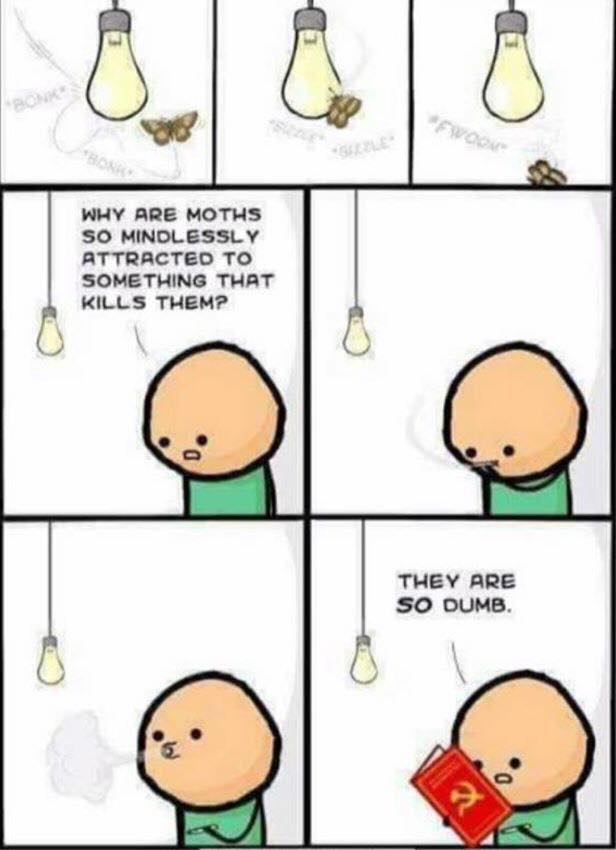 *BONK*
*BONK*
*SIZZLE*
*SIZZLE*
*FWOOM*
WHY ARE MOTHS
SO MINDLESSLY
ATTRACTED TO
SOMETHING THAT
KILLS THEM?
THEY ARE
SO DUMB.